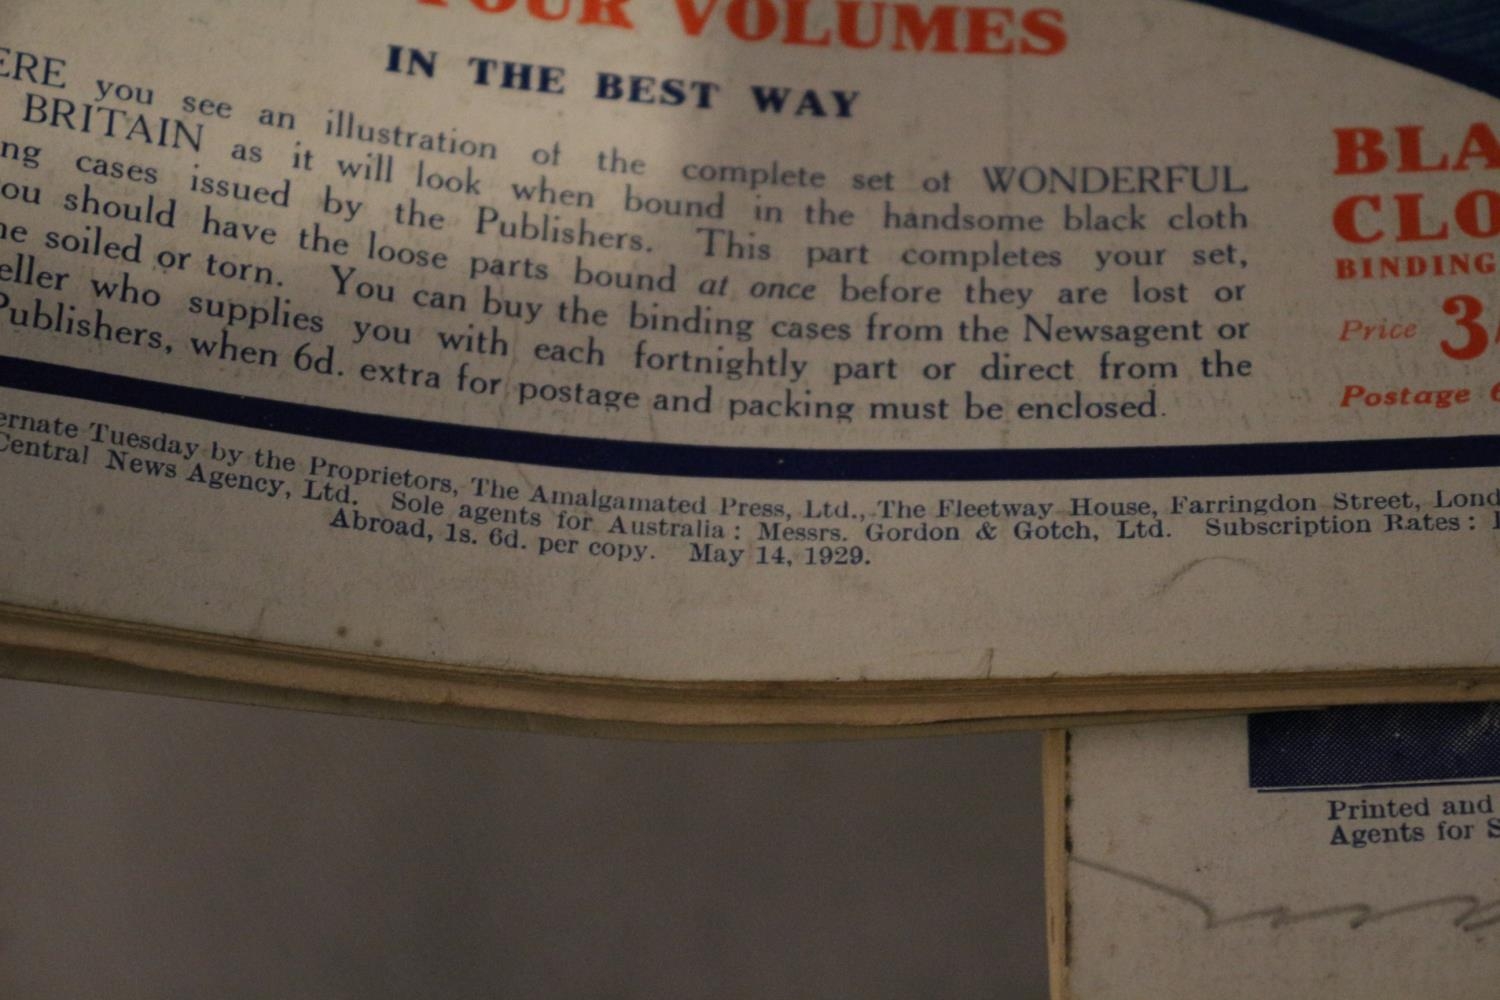 YOUR VOLUMES
IN THE BEST WAY
ERE you see an illustration of the complete set of WONDERFUL
BRITAIN as it will look when bound in the handsome black cloth
ng cases issued by the Publishers. This part completes your set,
ou should have the loose parts bound at once before they are lost or
ne soiled or torn. You can buy the binding cases from the Newsagent or
eller who supplies you with each fortnightly part or direct from the
Publishers, when 6d. extra for postage and packing must be enclosed.
BLA
CLO
BINDING
Price 3
Postage 6
ernate Tuesday by the Proprietors, The Amalgamated Press, Ltd., The Fleetway House, Farringdon Street, Lond
Central News Agency, Ltd. Sole agents for Australia: Messrs. Gordon & Gotch, Ltd. Subscription Rates:
Abroad, 1s. 6d. per copy. May 14, 1929.
Printed and
Agents for S